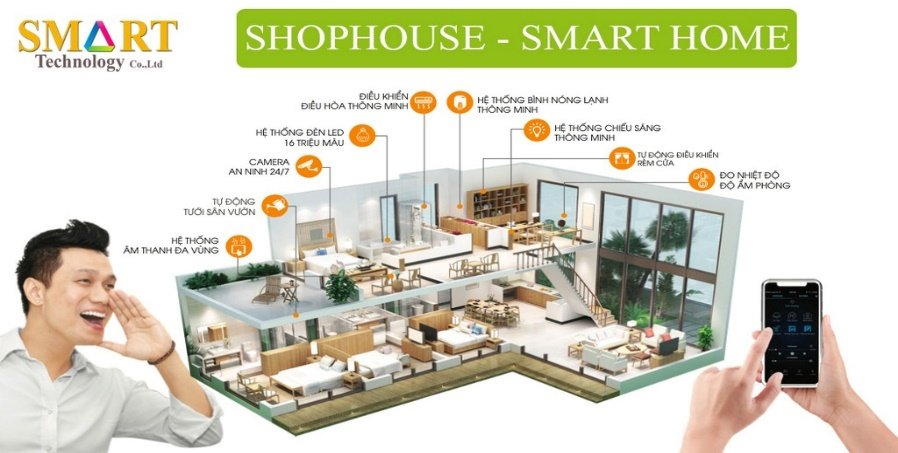 SMART
Technology Co.,Ltd
SHOPHOUSE - SMART HOME
ĐIỀU KHIỂN
ĐIỀU HÒA THÔNG MINH
HỆ THỐNG BÌNH NÓNG LẠNH
THÔNG MINH
HỆ THỐNG ĐÈN LED
16 TRIỆU MÀU
HỆ THỐNG CHIẾU SÁNG
THÔNG MINH
CAMERA
AN NINH 24/7
TỰ ĐỘNG ĐIỀU KHIỂN
RÈM CỬA
ĐO NHIỆT ĐỘ
ĐỘ ẨM PHÒNG
TỰ ĐỘNG
TƯỚI SÂN VƯỜN
HỆ THỐNG
ÂM THANH ĐA VÙNG